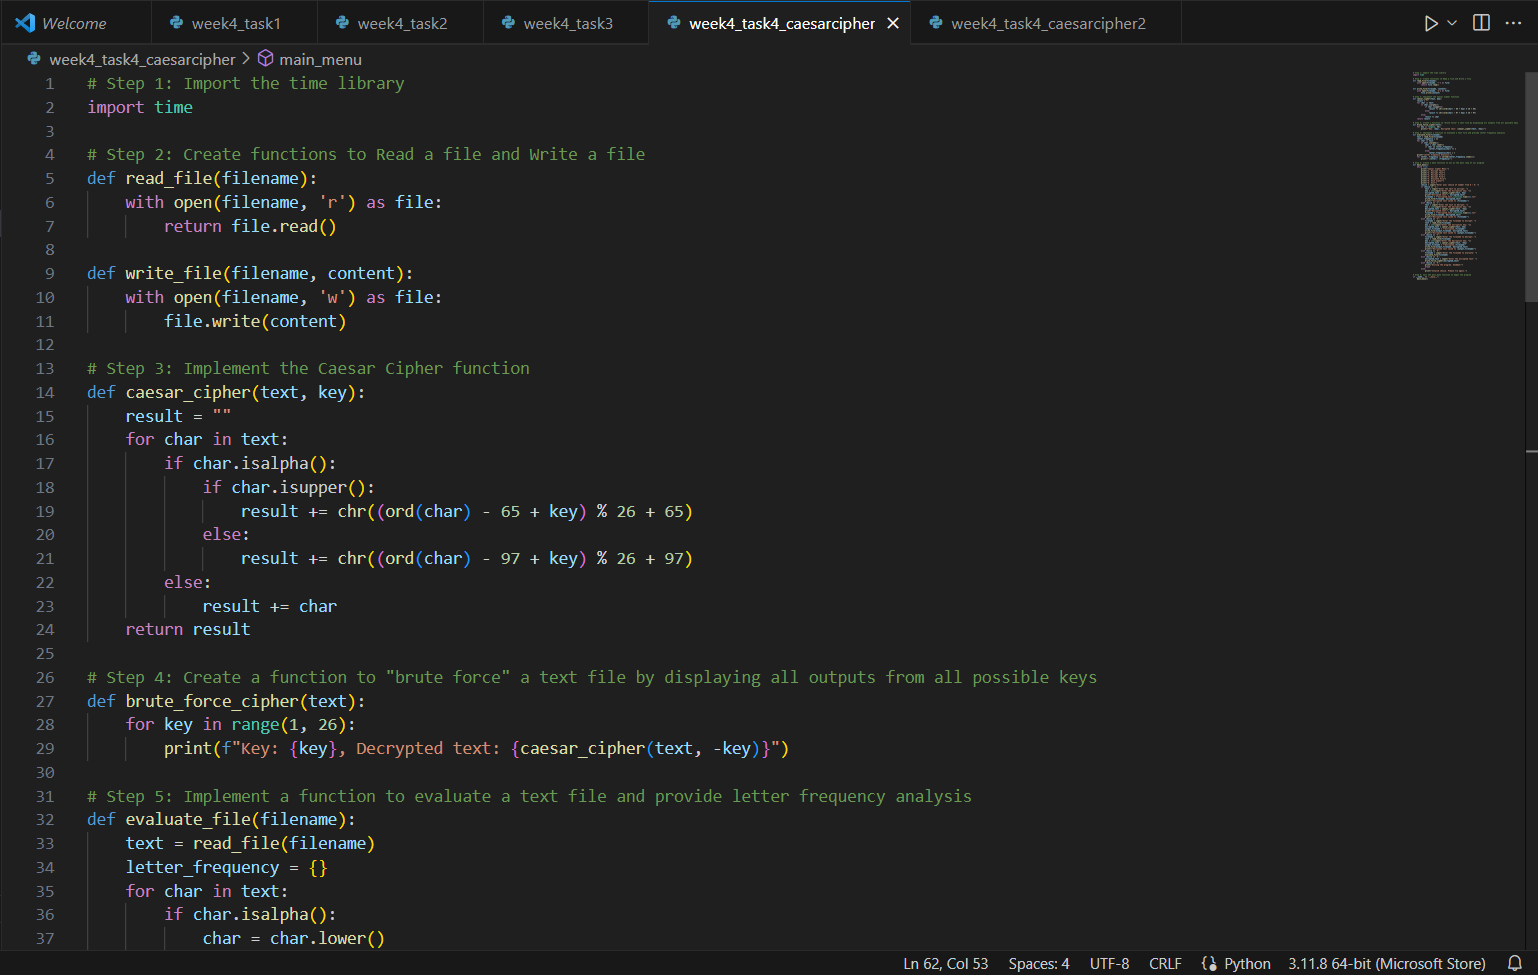 Welcome week4_task1 week4_task2 week4_task3 week4_task4_caesarcipher week4_task4_caesarcipher2
week4_task4_caesarcipher > main_menu
1 # Step 1: Import the time library
2 import time
3
4 # Step 2: Create functions to Read a file and Write a file
5 def read_file(filename):
6     with open(filename, 'r') as file:
7         return file.read()
8
9 def write_file(filename, content):
10     with open(filename, 'w') as file:
11         file.write(content)
12
13 # Step 3: Implement the Caesar Cipher function
14 def caesar_cipher(text, key):
15     result = ""
16     for char in text:
17         if char.isalpha():
18             if char.isupper():
19                 result += chr((ord(char) - 65 + key) % 26 + 65)
20             else:
21                 result += chr((ord(char) - 97 + key) % 26 + 97)
22         else:
23             result += char
24     return result
25
26 # Step 4: Create a function to "brute force" a text file by displaying all outputs from all possible keys
27 def brute_force_cipher(text):
28     for key in range(1, 26):
29         print(f"Key: {key}, Decrypted text: {caesar_cipher(text, -key)}")
30
31 # Step 5: Implement a function to evaluate a text file and provide letter frequency analysis
32 def evaluate_file(filename):
33     text = read_file(filename)
34     letter_frequency = {}
35     for char in text:
36         if char.isalpha():
37             char = char.lower()
Ln 62, Col 53 Spaces: 4 UTF-8 CRLF Python 3.11.8 64-bit (Microsoft Store)